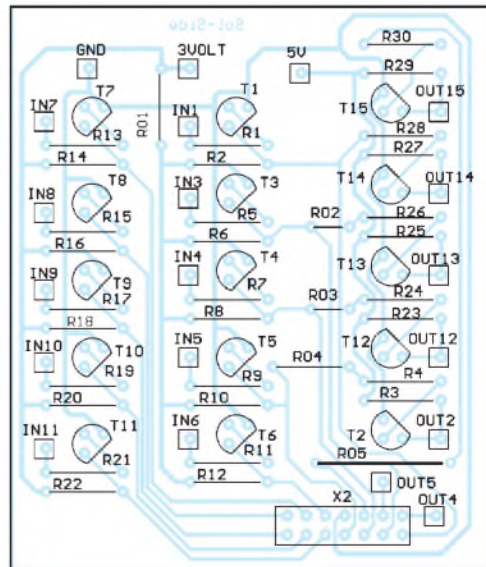 Sol-Side
GND
3VOLT
5V
R30
R29
IN7
T7
R01
IN1
T1
T15
OUT15
R13
R1
R28
R14
R2
R27
IN8
T8
IN3
T3
T14
OUT14
R15
R5
R02
R26
R16
R6
R25
IN9
T9
IN4
T4
T13
OUT13
R17
R7
R03
R24
R18
R8
R23
IN10
T10
IN5
T5
R04
T12
OUT12
R19
R9
R4
R20
R10
R3
IN11
T11
IN6
T6
T2
OUT2
R21
R11
R05
R22
R12
X2
OUT5
OUT4